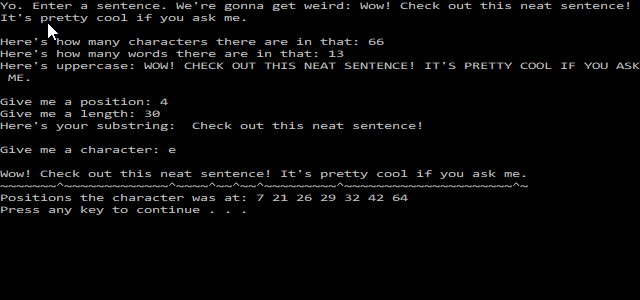 Yo. Enter a sentence. We're gonna get weird: Wow! Check out this neat sentence!
It's pretty cool if you ask me.
Here's how many characters there are in that: 66
Here's how many words there are in that: 13
Here's uppercase: WOW! CHECK OUT THIS NEAT SENTENCE! IT'S PRETTY COOL IF YOU ASK
ME.
Give me a position: 4
Give me a length: 30
Here's your substring:  Check out this neat sentence!
Give me a character: e
Wow! Check out this neat sentence! It's pretty cool if you ask me.
~~~~~~~^~~~~~~~~~~~~~^~~~~^~~^~~^~~~~~~~~~^~~~~~~~~~~~~~~~~~~~~~^~
Positions the character was at: 7 21 26 29 32 42 64
Press any key to continue . . .